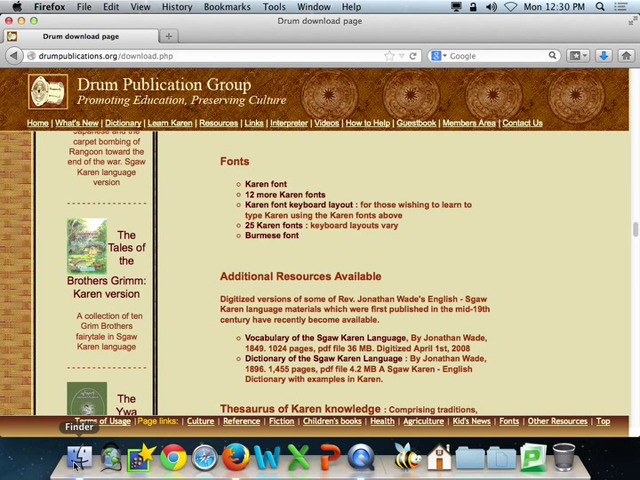 Firefox File Edit View History Bookmarks Tools Window Help Mon 12:30 PM
Drum download page
Drum download page
drumpublications.org/download.php
Google
Drum Publication Group
Promoting Education, Preserving Culture
Home | What's New | Dictionary | Learn Karen | Resources | Links | Interpreter | Videos | How to Help | Guestbook | Members Area | Contact Us
Japanese and the
carpet bombing of
Rangoon toward the
end of the war. Sgaw
Karen language
version
The
Tales of
the
Brothers Grimm:
Karen version
A collection of ten
Grim Brothers
fairytale in Sgaw
Karen language
The
Ywa
Fonts
Karen font
12 more Karen fonts
Karen font keyboard layout : for those wishing to learn to
type Karen using the Karen fonts above
25 Karen fonts : keyboard layouts vary
Burmese font
Additional Resources Available
Digitized versions of some of Rev. Jonathan Wade's English - Sgaw
Karen language materials which were first published in the mid-19th
century have recently become available.
Vocabulary of the Sgaw Karen Language, By Jonathan Wade,
1849. 1024 pages, pdf file 36 MB. Digitized April 1st, 2008
Dictionary of the Sgaw Karen Language : By Jonathan Wade,
1896. 1,455 pages, pdf file 4.2 MB A Sgaw Karen - English
Dictionary with examples in Karen.
Thesaurus of Karen knowledge : Comprising traditions,
Terms of Usage |Page links: | Culture | Reference | Fiction | Children's books | Health | Agriculture | Kid's News | Fonts | Other Resources | Top
Finder